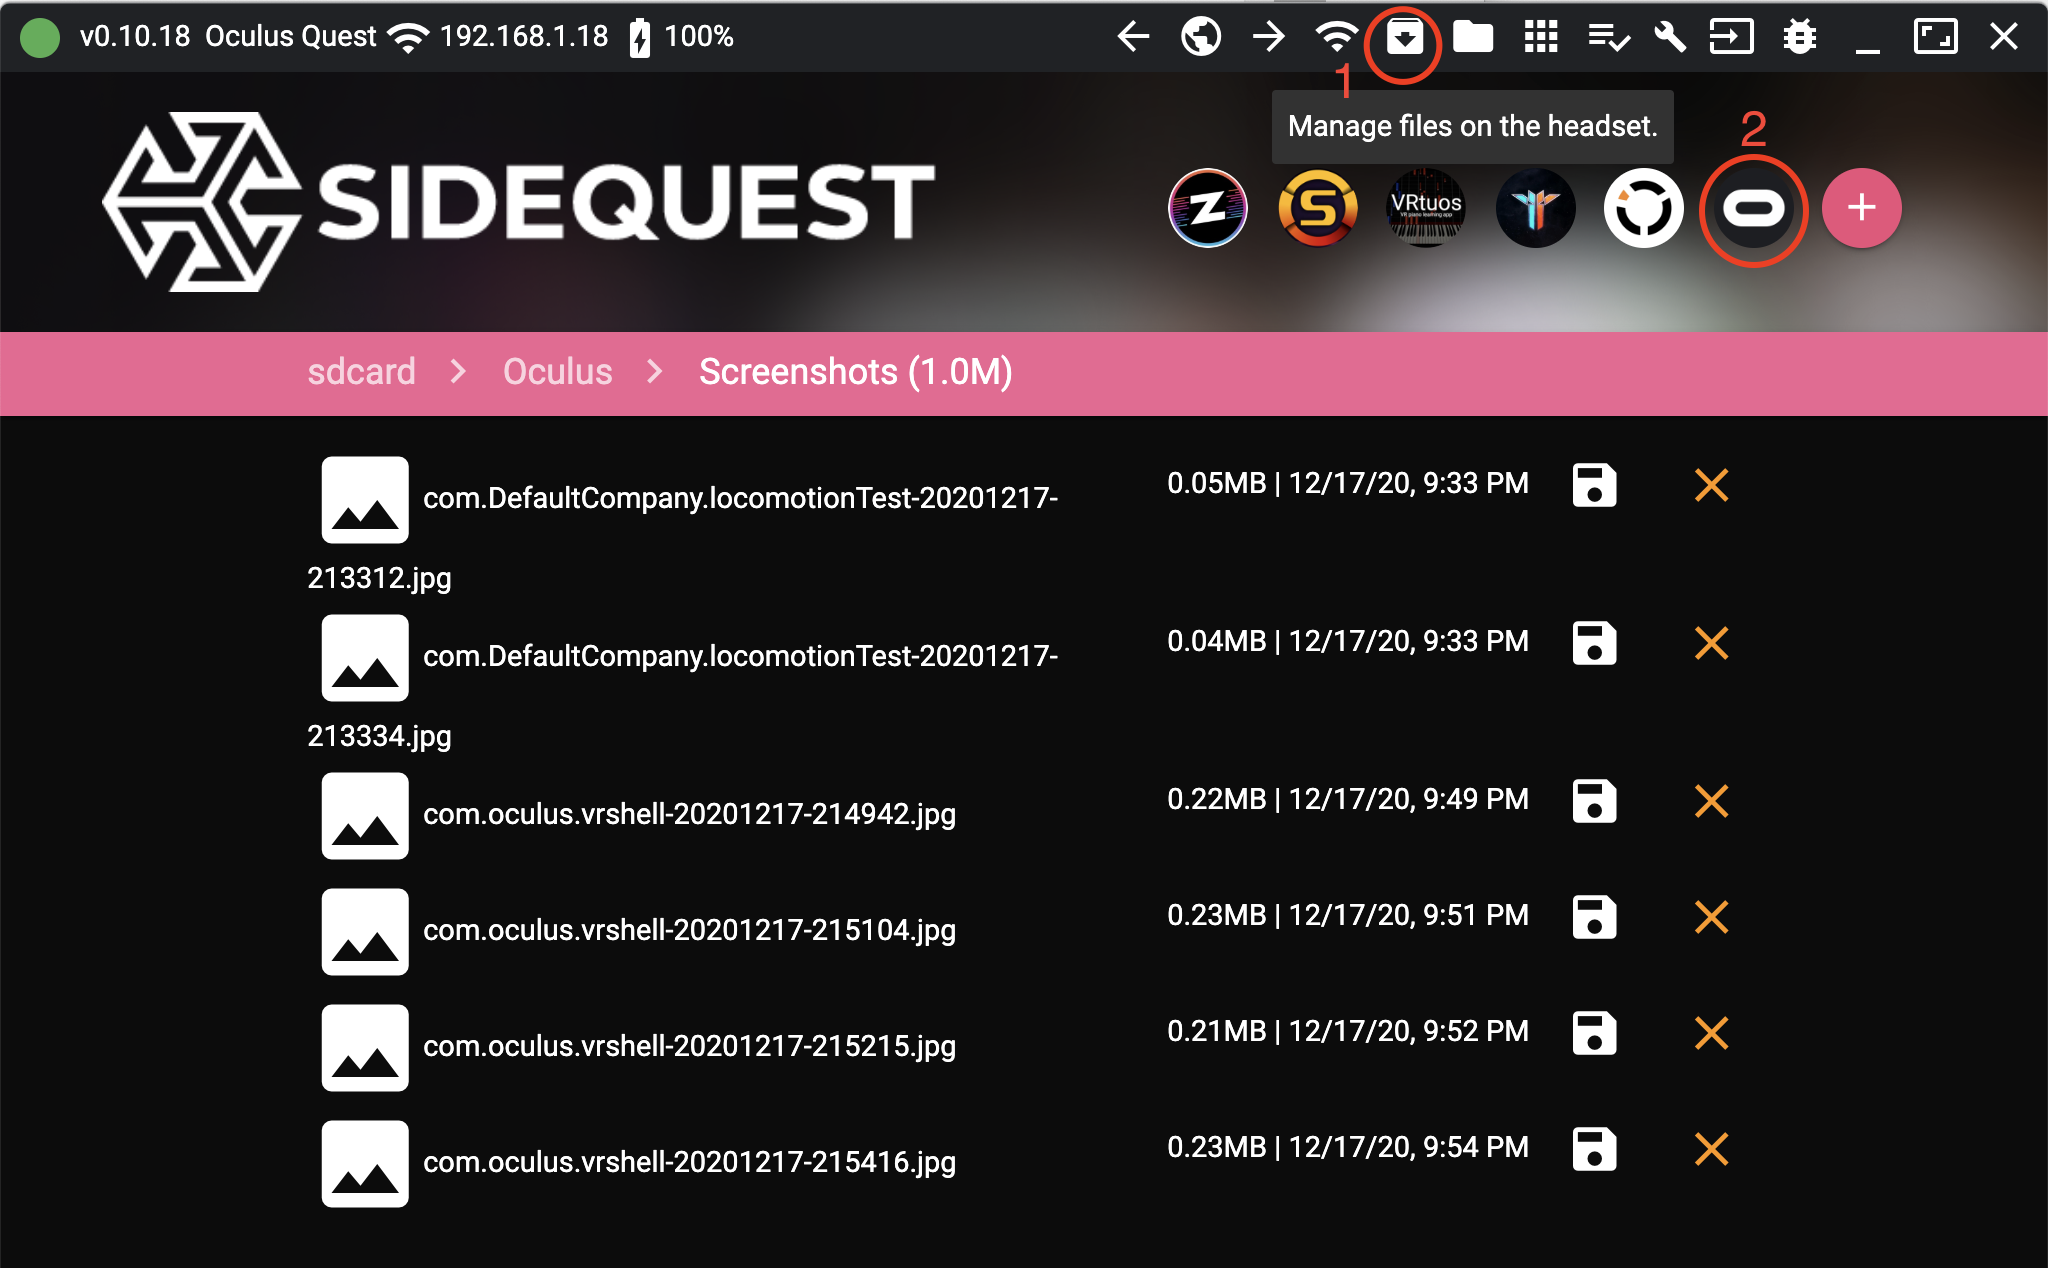 v0.10.18 Oculus Quest 192.168.1.18 100%
1
Manage files on the headset.
2
SIDEQUEST
Z
S
VRtuos
VR piano learning app
+
sdcard > Oculus > Screenshots (1.0M)
com.DefaultCompany.locomotionTest-20201217-213312.jpg 0.05MB | 12/17/20, 9:33 PM
com.DefaultCompany.locomotionTest-20201217-213334.jpg 0.04MB | 12/17/20, 9:33 PM
com.oculus.vrshell-20201217-214942.jpg 0.22MB | 12/17/20, 9:49 PM
com.oculus.vrshell-20201217-215104.jpg 0.23MB | 12/17/20, 9:51 PM
com.oculus.vrshell-20201217-215215.jpg 0.21MB | 12/17/20, 9:52 PM
com.oculus.vrshell-20201217-215416.jpg 0.23MB | 12/17/20, 9:54 PM